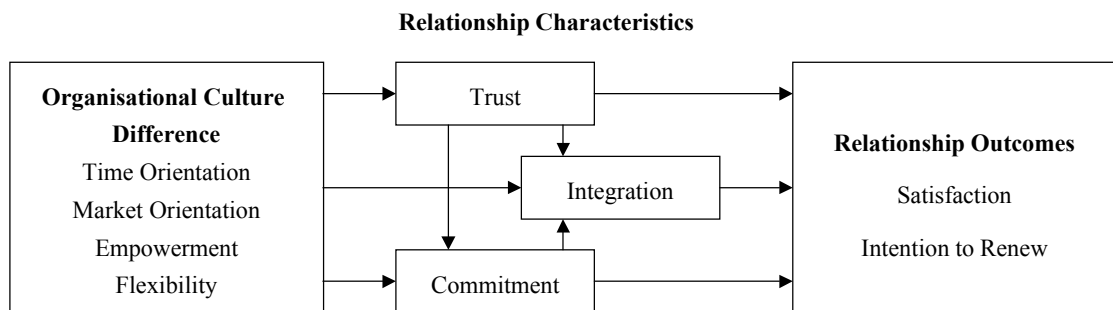 Relationship Characteristics
Organisational Culture
Difference
Time Orientation
Market Orientation
Empowerment
Flexibility
Trust
Integration
Commitment
Relationship Outcomes
Satisfaction
Intention to Renew